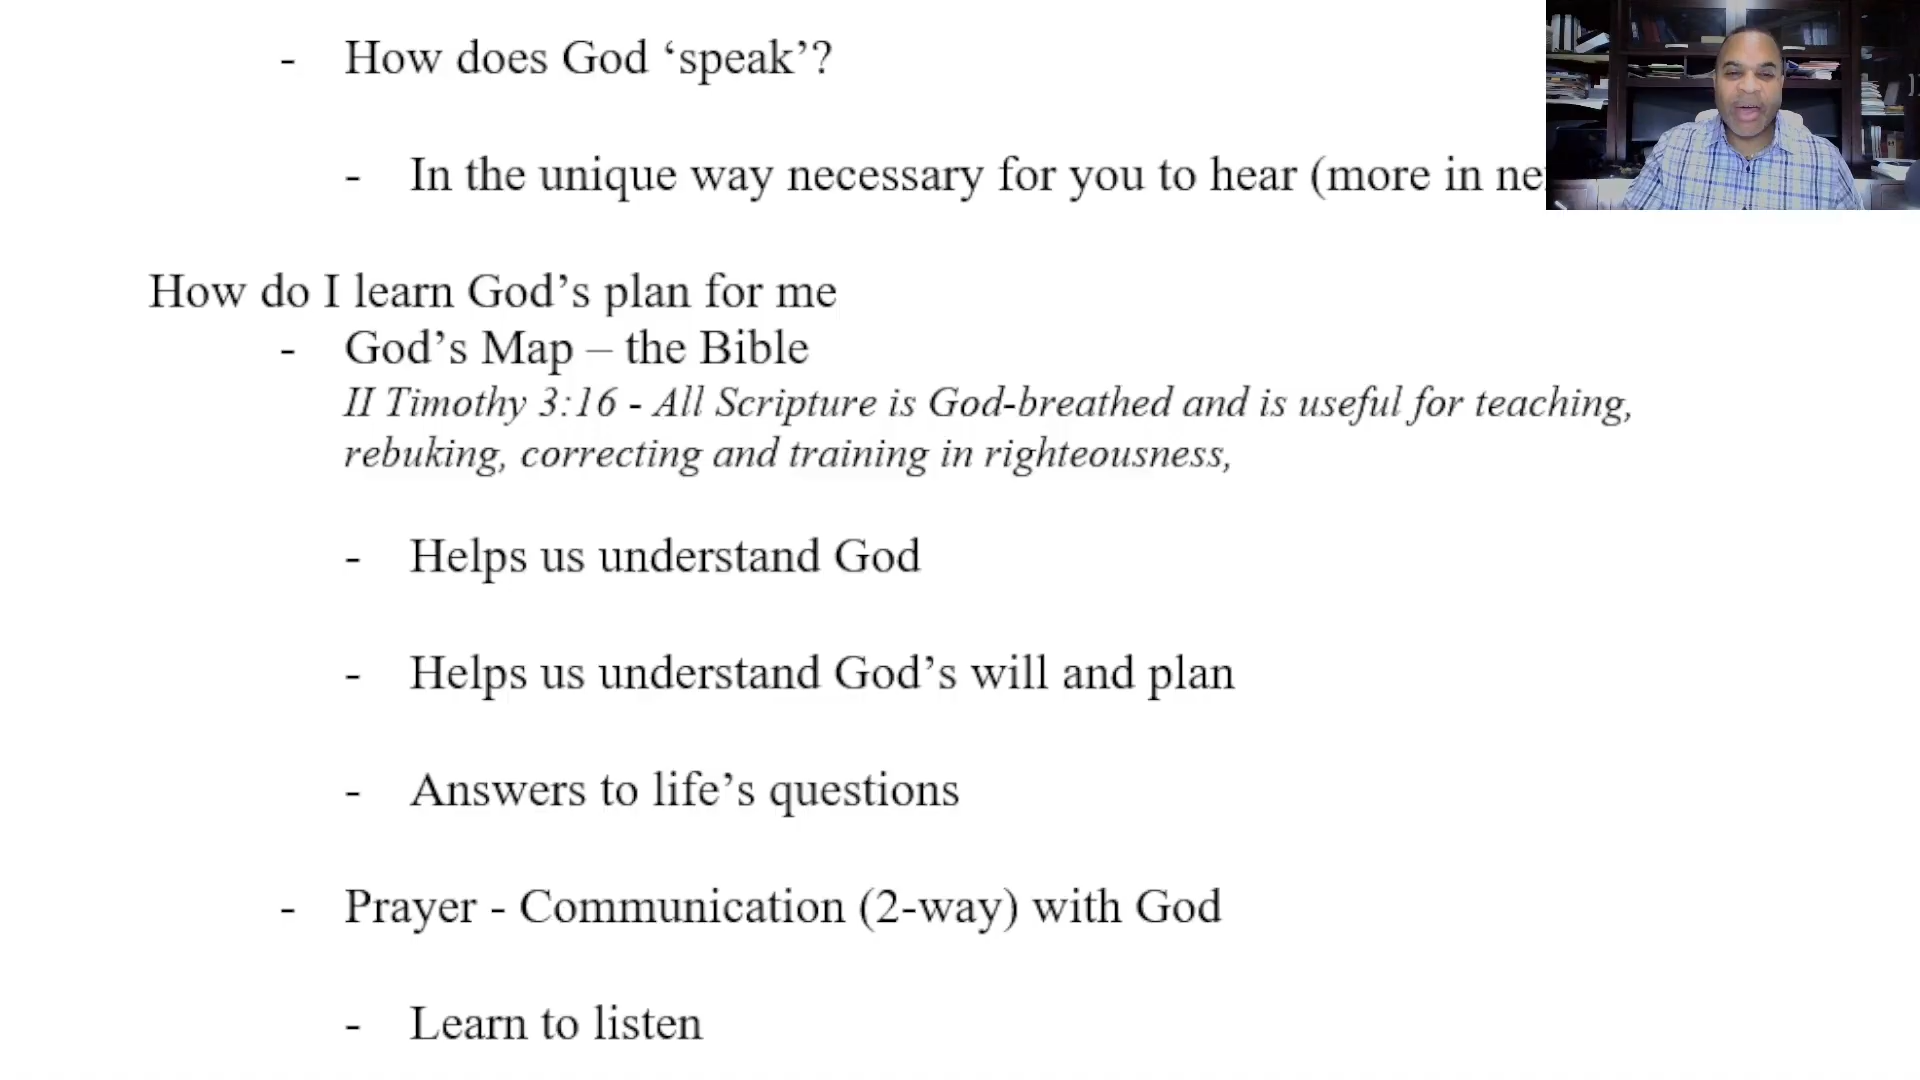 - How does God ‘speak’?
- In the unique way necessary for you to hear (more in
How do I learn God’s plan for me
- God’s Map – the Bible
II Timothy 3:16 - All Scripture is God-breathed and is useful for teaching,
rebuking, correcting and training in righteousness,
- Helps us understand God
- Helps us understand God’s will and plan
- Answers to life’s questions
- Prayer - Communication (2-way) with God
- Learn to listen